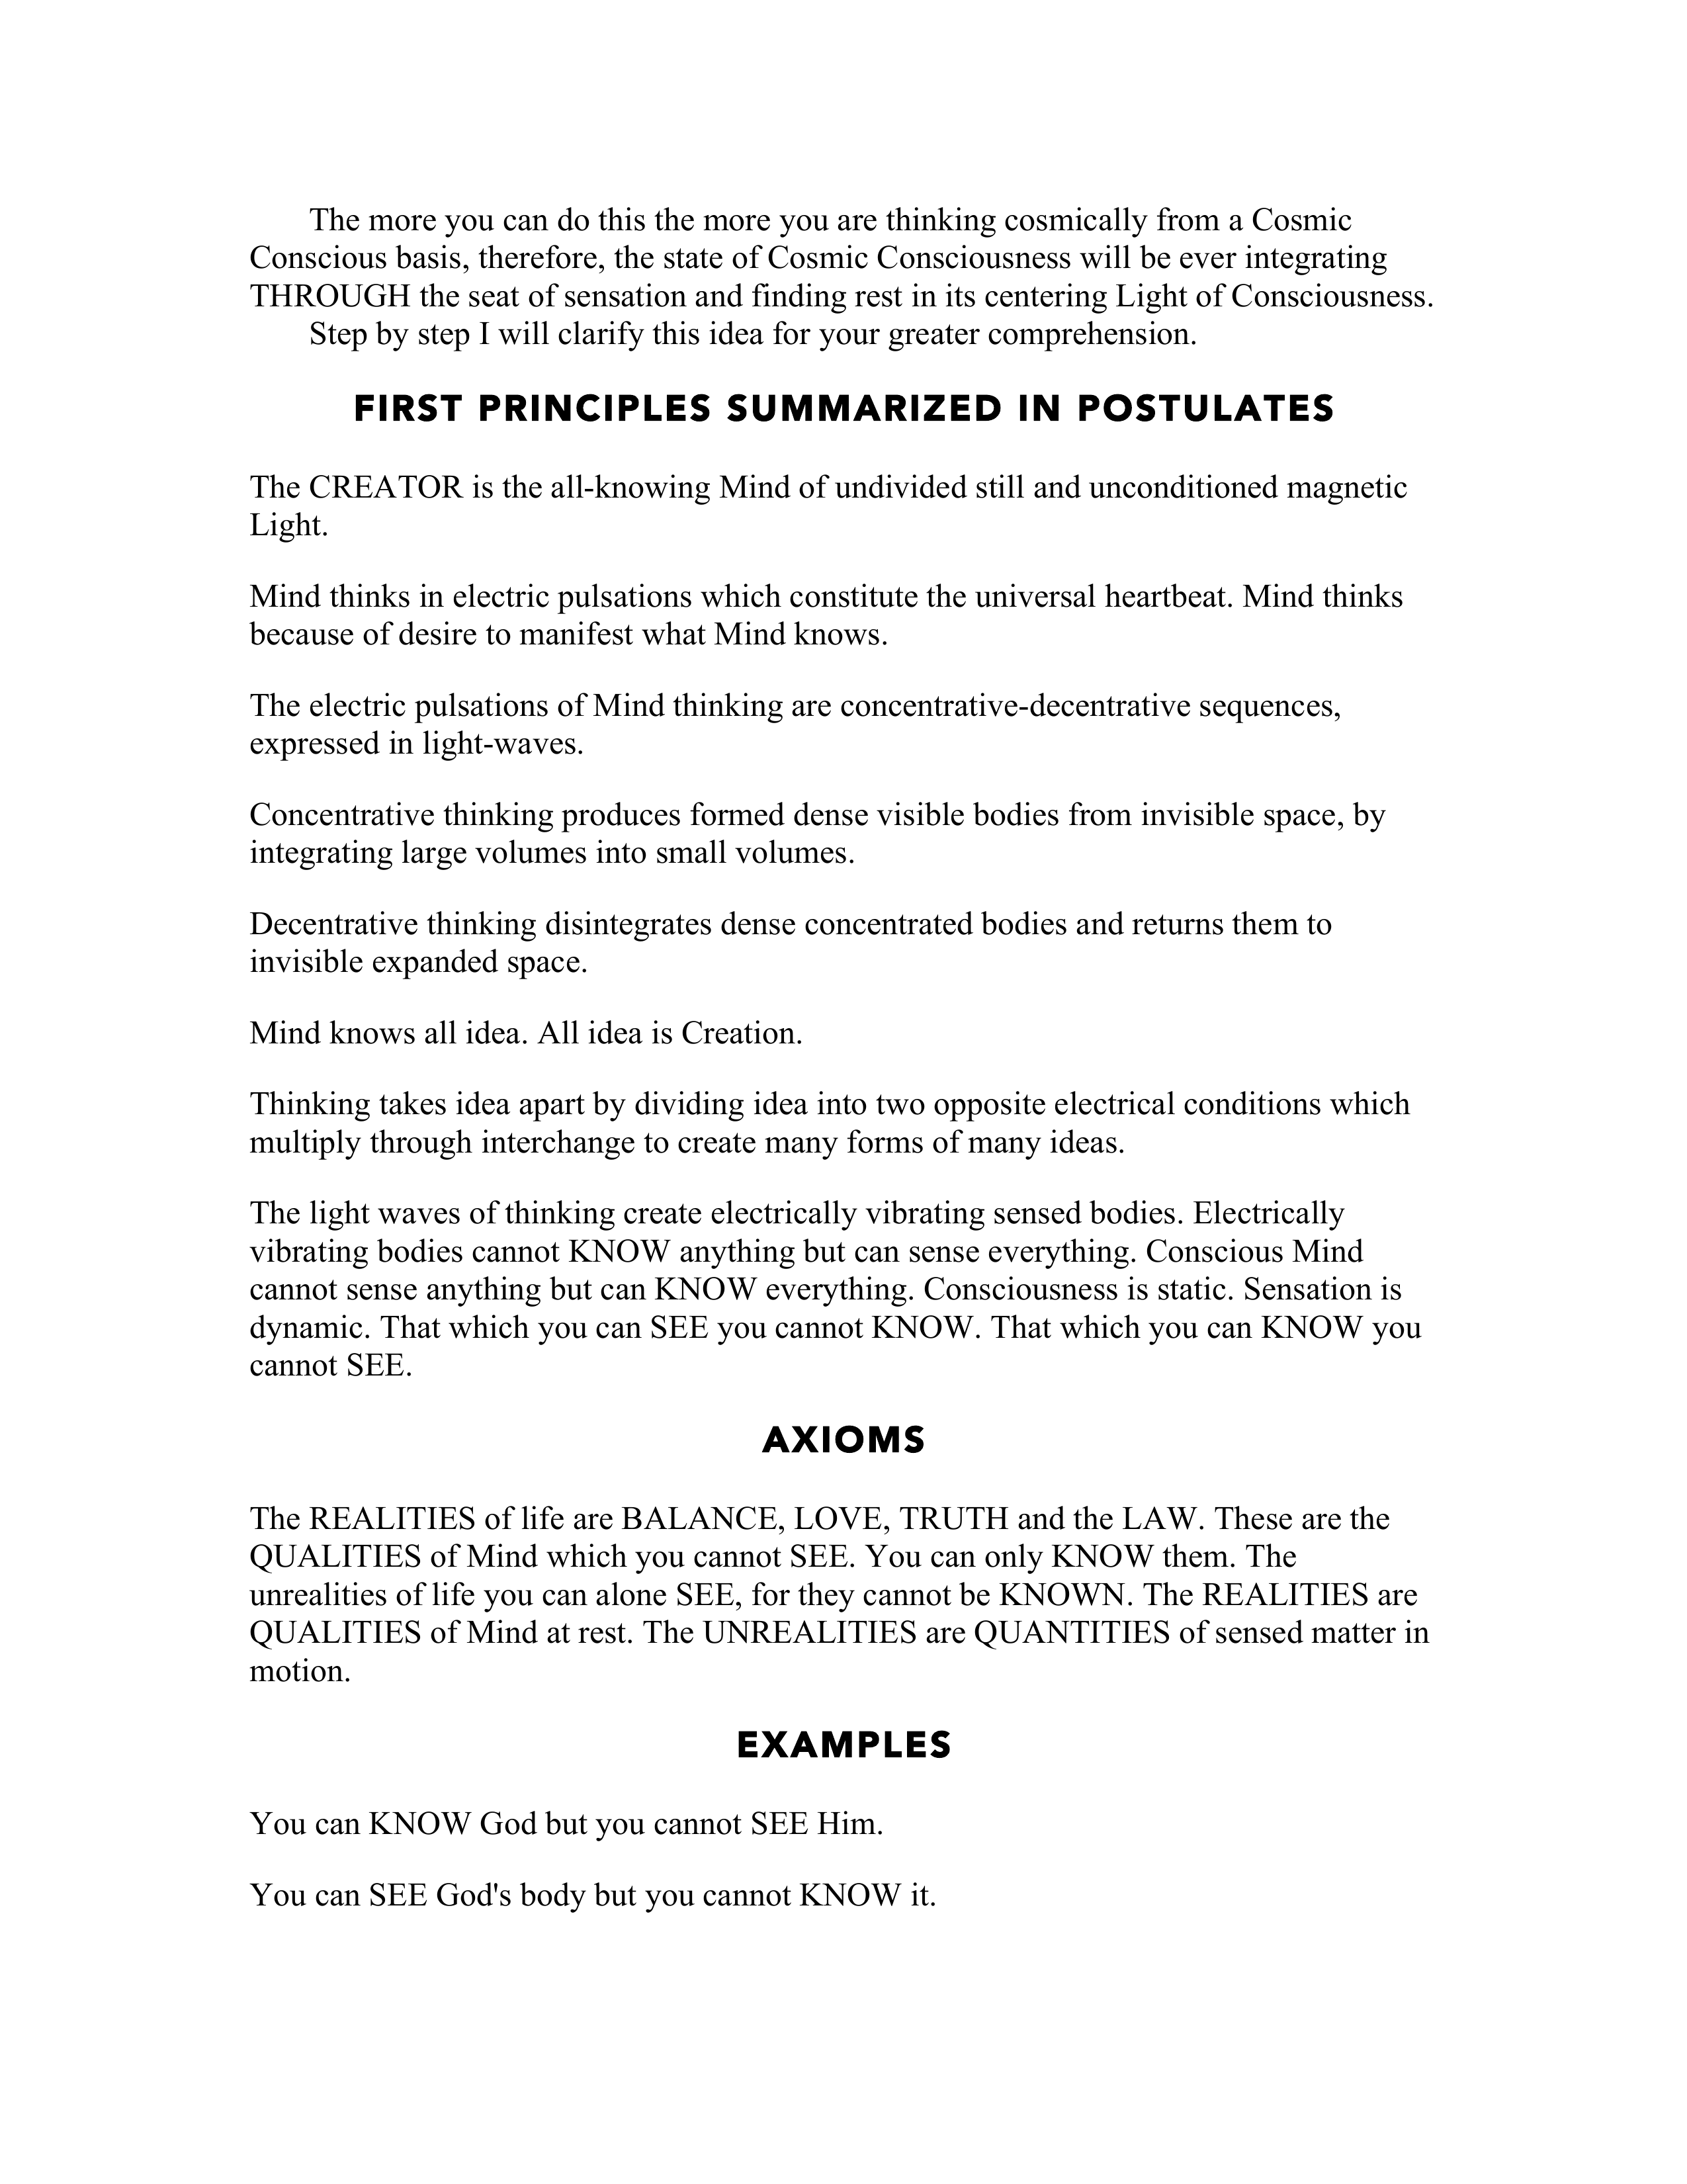 The more you can do this the more you are thinking cosmically from a Cosmic
Conscious basis, therefore, the state of Cosmic Consciousness will be ever integrating
THROUGH the seat of sensation and finding rest in its centering Light of Consciousness.
Step by step I will clarify this idea for your greater comprehension.
FIRST PRINCIPLES SUMMARIZED IN POSTULATES
The CREATOR is the all-knowing Mind of undivided still and unconditioned magnetic
Light.
Mind thinks in electric pulsations which constitute the universal heartbeat. Mind thinks
because of desire to manifest what Mind knows.
The electric pulsations of Mind thinking are concentrative-decentrative sequences,
expressed in light-waves.
Concentrative thinking produces formed dense visible bodies from invisible space, by
integrating large volumes into small volumes.
Decentrative thinking disintegrates dense concentrated bodies and returns them to
invisible expanded space.
Mind knows all idea. All idea is Creation.
Thinking takes idea apart by dividing idea into two opposite electrical conditions which
multiply through interchange to create many forms of many ideas.
The light waves of thinking create electrically vibrating sensed bodies. Electrically
vibrating bodies cannot KNOW anything but can sense everything. Conscious Mind
cannot sense anything but can KNOW everything. Consciousness is static. Sensation is
dynamic. That which you can SEE you cannot KNOW. That which you can KNOW you
cannot SEE.
AXIOMS
The REALITIES of life are BALANCE, LOVE, TRUTH and the LAW. These are the
QUALITIES of Mind which you cannot SEE. You can only KNOW them. The
unrealities of life you can alone SEE, for they cannot be KNOWN. The REALITIES are
QUALITIES of Mind at rest. The UNREALITIES are QUANTITIES of sensed matter in
motion.
EXAMPLES
You can KNOW God but you cannot SEE Him.
You can SEE God's body but you cannot KNOW it.